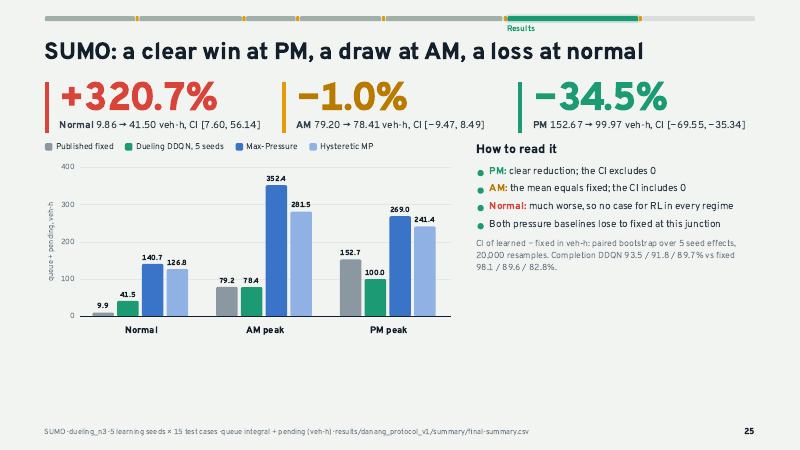 Results
SUMO: a clear win at PM, a draw at AM, a loss at normal
+320.7%
Normal 9.86 → 41.50 veh-h, CI [7.60, 56.14]
−1.0%
AM 79.20 → 78.41 veh-h, CI [−9.47, 8.49]
−34.5%
PM 152.67 → 99.97 veh-h, CI [−69.55, −35.34]
Published fixed
Dueling DDQN, 5 seeds
Max-Pressure
Hysteretic MP
queue + pending, veh-h
400
300
200
100
0
9.9
41.5
140.7
126.8
79.2
78.4
352.4
281.5
152.7
100.0
269.0
241.4
Normal
AM peak
PM peak
How to read it
PM: clear reduction; the CI excludes 0
AM: the mean equals fixed; the CI includes 0
Normal: much worse, so no case for RL in every regime
Both pressure baselines lose to fixed at this junction
CI of learned − fixed in veh-h: paired bootstrap over 5 seed effects,
20,000 resamples. Completion DDQN 93.5 / 91.8 / 89.7% vs fixed
98.1 / 89.6 / 82.8%.
SUMO·dueling_n3·5 learning seeds × 15 test cases·queue integral + pending (veh-h)·results/danang_protocol_v1/summary/final-summary.csv
25